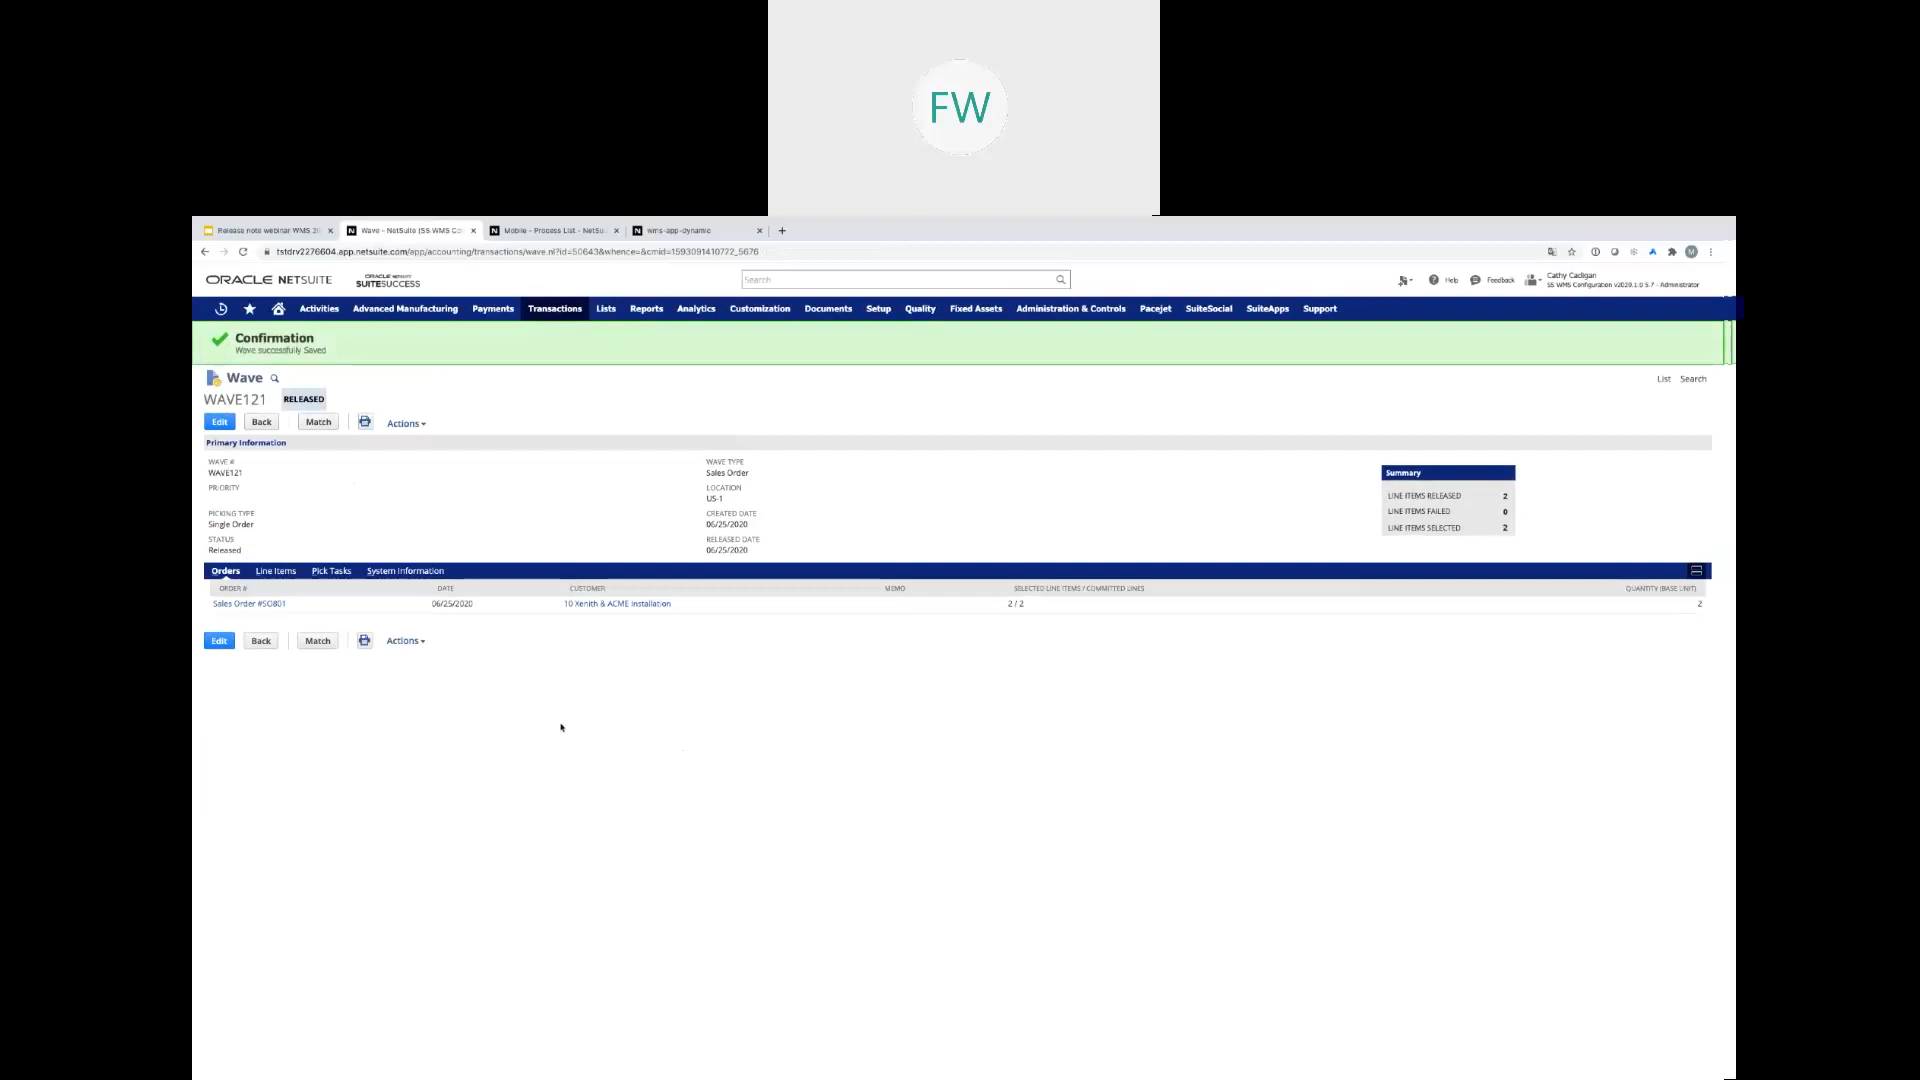 FW
Release note webinar WMS 20
Wave - NetSuite (SS WMS Co
Mobile - Process List - NetSu
wms-app-dynamic
tstdrv2276604.app.netsuite.com/app/accounting/transactions/wave.nl?id=50643&whence=&cmid=1593091410772_5676
M
ORACLE NETSUITE
ORACLE NETSUITE
SUITESUCCESS
Search
Help
Feedback
Cathy Cadigan
SS WMS Configuration v2020.1.0.5.7 - Administrator
Activities Advanced Manufacturing Payments Transactions Lists Reports Analytics Customization Documents Setup Quality Fixed Assets Administration & Controls Pacejet SuiteSocial SuiteApps Support
Confirmation
Wave successfully Saved
Wave
List Search
WAVE121 RELEASED
Edit Back Match Actions
Primary Information
WAVE #
WAVE121
PRIORITY
PICKING TYPE
Single Order
STATUS
Released
WAVE TYPE
Sales Order
LOCATION
US-1
CREATED DATE
06/25/2020
RELEASED DATE
06/25/2020
Summary
LINE ITEMS RELEASED 2
LINE ITEMS FAILED 0
LINE ITEMS SELECTED 2
Orders Line Items Pick Tasks System Information
ORDER # DATE CUSTOMER MEMO SELECTED LINE ITEMS / COMMITTED LINES QUANTITY (BASE UNIT)
Sales Order #SO801 06/25/2020 10 Xenith & ACME Installation 2 / 2 2
Edit Back Match Actions